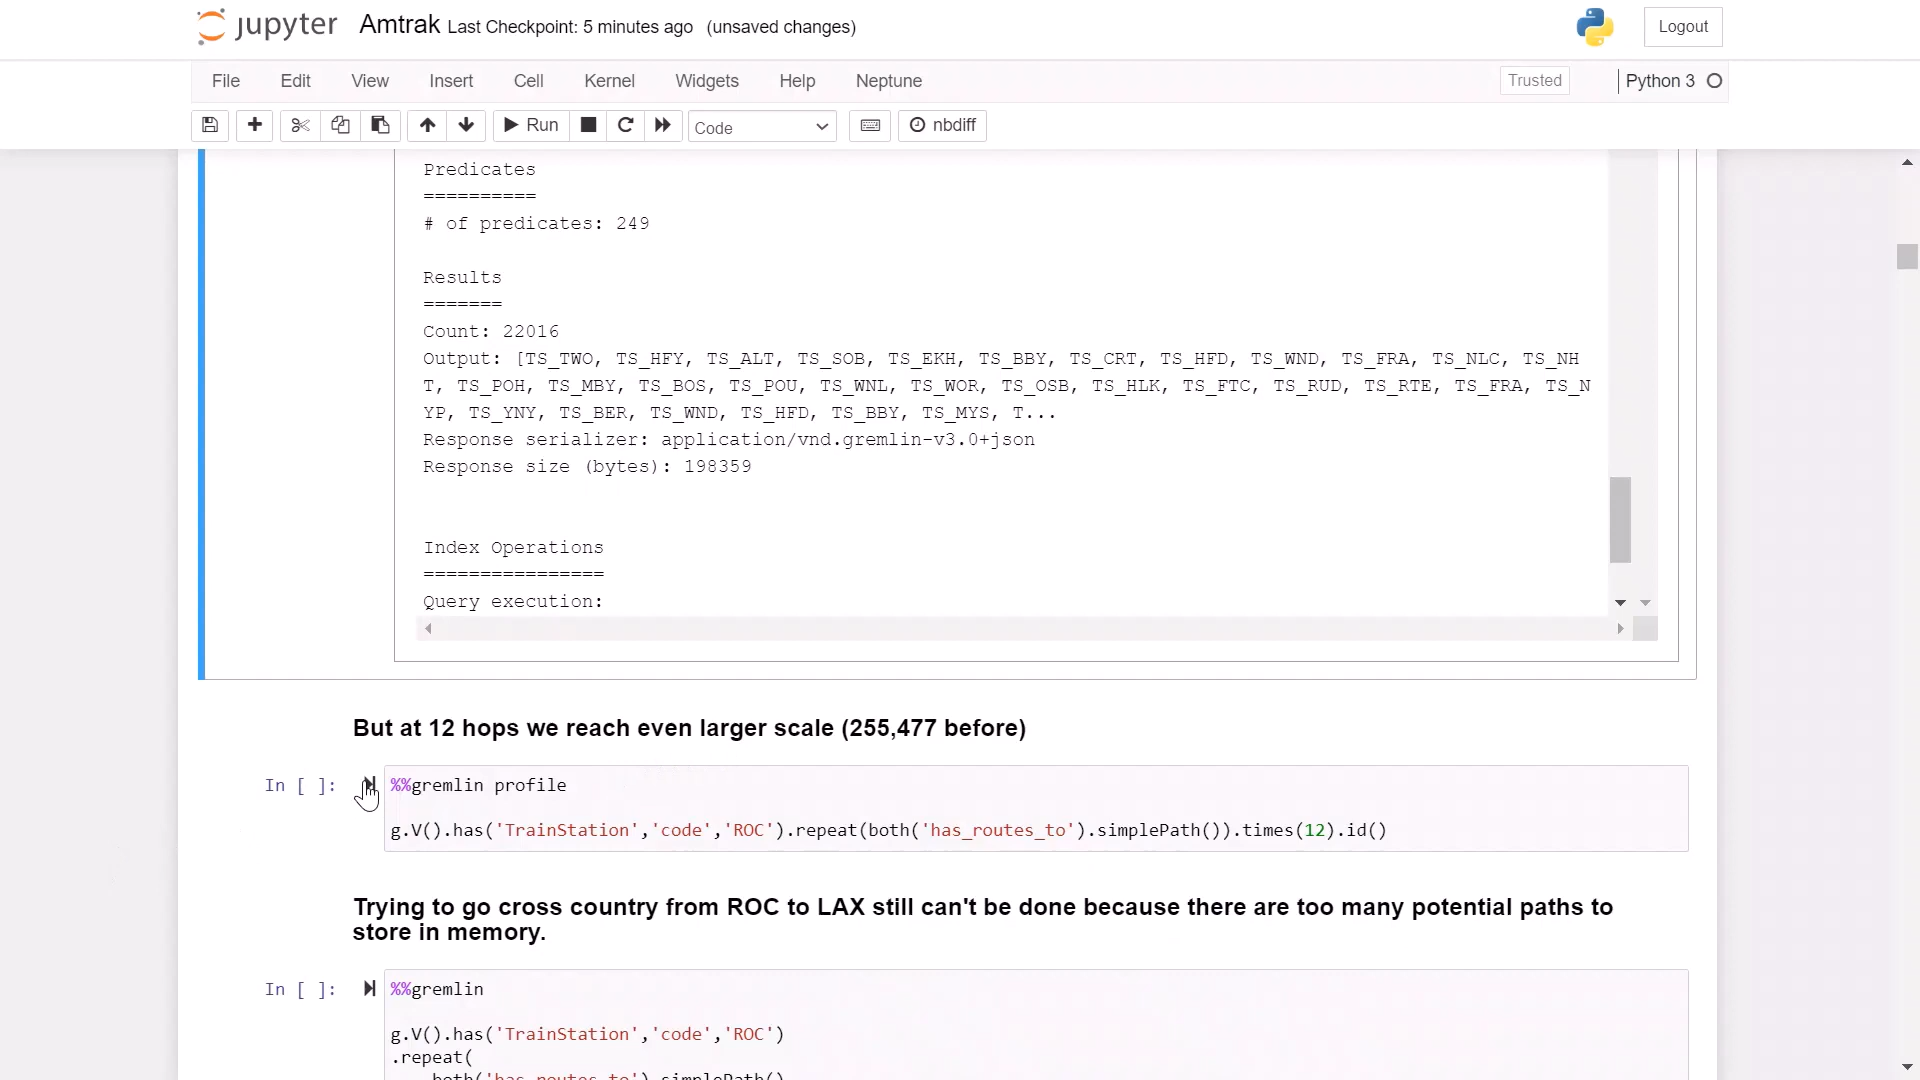 jupyter Amtrak Last Checkpoint: 5 minutes ago (unsaved changes) Logout
File Edit View Insert Cell Kernel Widgets Help Neptune Trusted Python 3
Run Code nbdiff
Predicates
==========
# of predicates: 249
Results
=======
Count: 22016
Output: [TS_TWO, TS_HFY, TS_ALT, TS_SOB, TS_EKH, TS_BBY, TS_CRT, TS_HFD, TS_WND, TS_FRA, TS_NLC, TS_NH
T, TS_POH, TS_MBY, TS_BOS, TS_POU, TS_WNL, TS_WOR, TS_OSB, TS_HLK, TS_FTC, TS_RUD, TS_RTE, TS_FRA, TS_N
YP, TS_YNY, TS_BER, TS_WND, TS_HFD, TS_BBY, TS_MYS, T...
Response serializer: application/vnd.gremlin-v3.0+json
Response size (bytes): 198359
Index Operations
================
Query execution:
But at 12 hops we reach even larger scale (255,477 before)
In [ ]: %%gremlin profile
g.V().has('TrainStation','code','ROC').repeat(both('has_routes_to').simplePath()).times(12).id()
Trying to go cross country from ROC to LAX still can't be done because there are too many potential paths to
store in memory.
In [ ]: %%gremlin
g.V().has('TrainStation','code','ROC')
.repeat(
both('has_routes_to').simplePath()